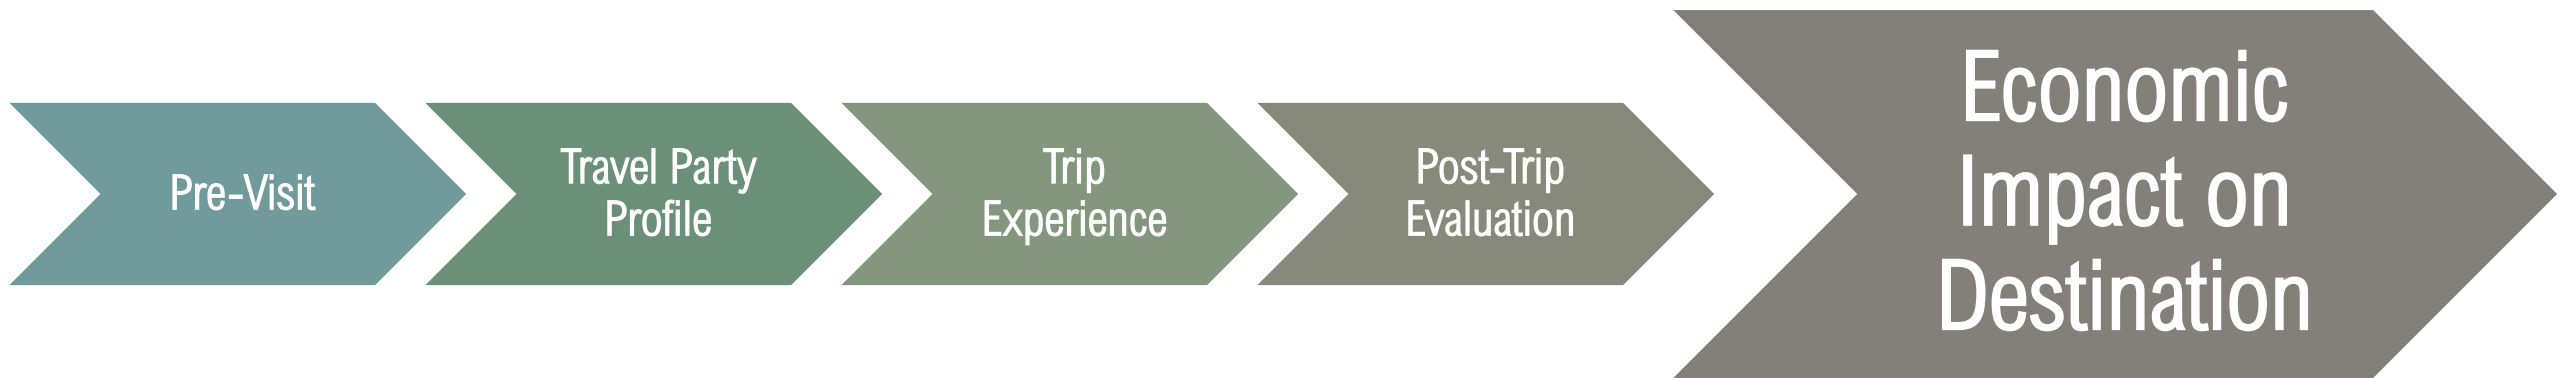 Pre-Visit
Travel Party
Profile
Trip
Experience
Post-Trip
Evaluation
Economic
Impact on
Destination